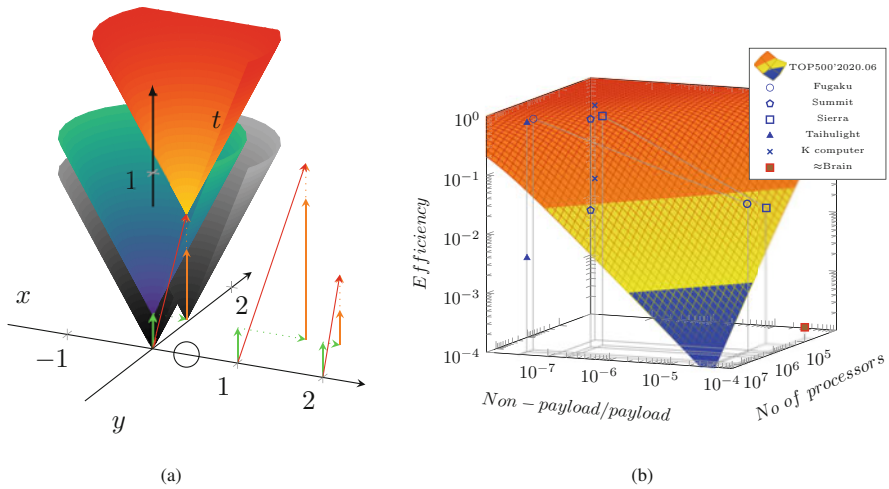 t
1
x
2
−1
1
2
y
(a)
TOP500'2020.06
Fugaku
Summit
Sierra
Taihulight
K computer
≈Brain
10^0
10^-1
10^-2
10^-3
10^-4
Efficiency
10^-7
10^-6
10^-5
10^-4
Non-payload/payload
10^7
10^6
10^5
No of processors
(b)